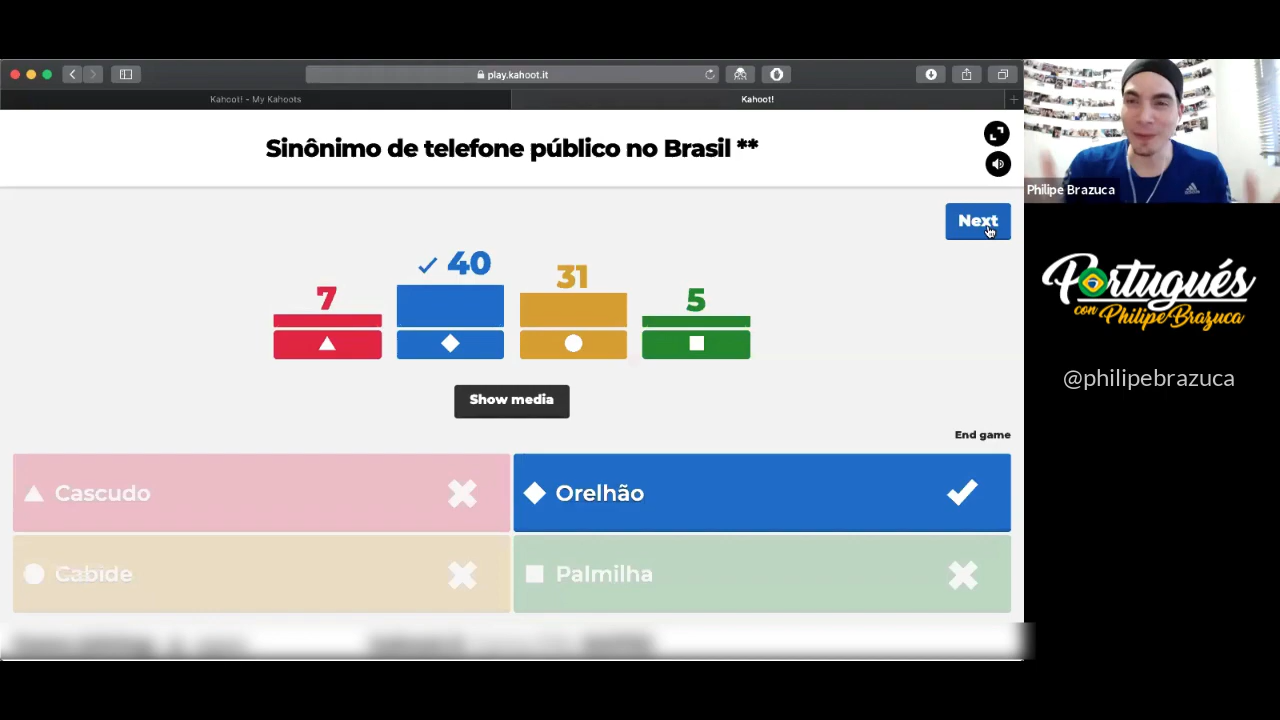 play.kahoot.it
Kahoot! - My Kahoots
Kahoot!
Sinônimo de telefone público no Brasil **
Next
7
40
31
5
Show media
End game
Cascudo
Orelhão
Cabide
Palmilha
Philipe Brazuca
adidas
Portugués
con Philipe Brazuca
@philipebrazuca